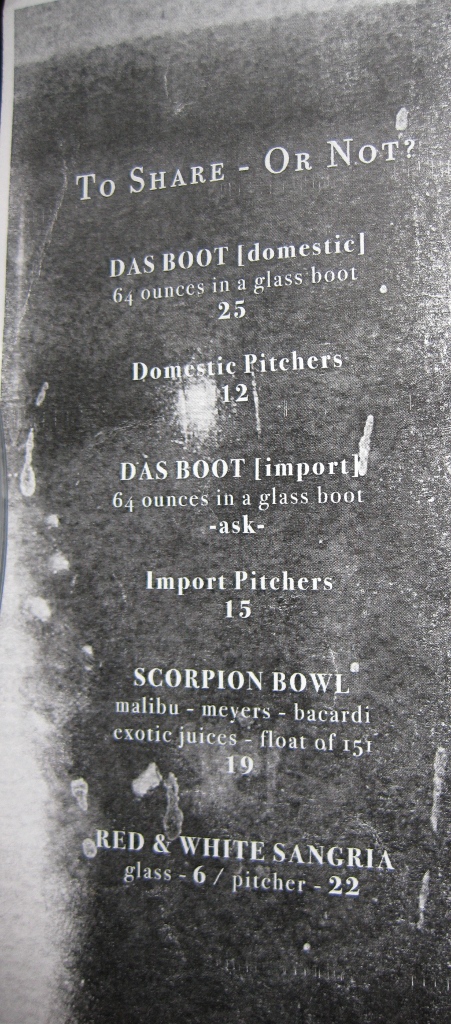 To Share - Or Not?
DAS BOOT [domestic]
64 ounces in a glass boot
25
Domestic Pitchers
12
DAS BOOT [import]
64 ounces in a glass boot
-ask-
Import Pitchers
15
SCORPION BOWL
malibu - meyers - bacardi
exotic juices - float of 151
19
RED & WHITE SANGRIA
glass - 6 / pitcher - 22